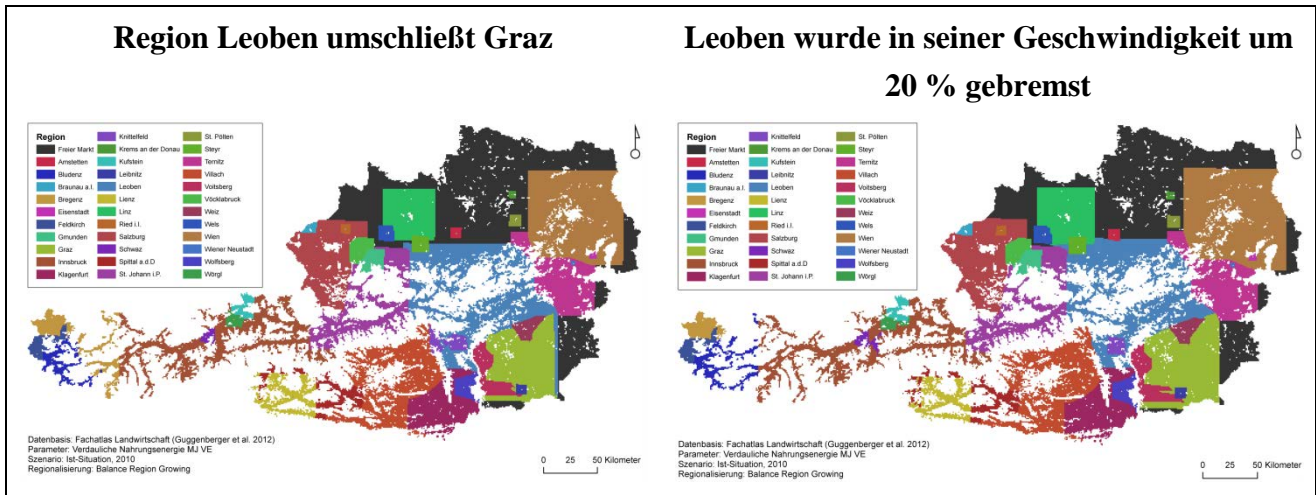 Region Leoben umschließt Graz
Region
Freier Markt
Amstetten
Bludenz
Braunau a.I.
Bregenz
Eisenstadt
Feldkirch
Gmunden
Graz
Innsbruck
Klagenfurt
Knittelfeld
Krems an der Donau
Kufstein
Leibnitz
Leoben
Lienz
Linz
Ried i.I.
Salzburg
Schwaz
Spittal a.d.D
St. Johann i.P.
St. Pölten
Steyr
Ternitz
Villach
Voitsberg
Vöcklabruck
Weiz
Wels
Wien
Wiener Neustadt
Wolfsberg
Wörgl
Datenbasis: Fachatlas Landwirtschaft (Guggenberger et al. 2012)
Parameter: Verdauliche Nahrungsenergie MJ VE
Szenario: Ist-Situation, 2010
Regionalisierung: Balance Region Growing
0 25 50 Kilometer
Leoben wurde in seiner Geschwindigkeit um
20 % gebremst
Region
Freier Markt
Amstetten
Bludenz
Braunau a.I.
Bregenz
Eisenstadt
Feldkirch
Gmunden
Graz
Innsbruck
Klagenfurt
Knittelfeld
Krems an der Donau
Kufstein
Leibnitz
Leoben
Lienz
Linz
Ried i.I.
Salzburg
Schwaz
Spittal a.d.D
St. Johann i.P.
St. Pölten
Steyr
Ternitz
Villach
Voitsberg
Vöcklabruck
Weiz
Wels
Wien
Wiener Neustadt
Wolfsberg
Wörgl
Datenbasis: Fachatlas Landwirtschaft (Guggenberger et al. 2012)
Parameter: Verdauliche Nahrungsenergie MJ VE
Szenario: Ist-Situation, 2010
Regionalisierung: Balance Region Growing
0 25 50 Kilometer